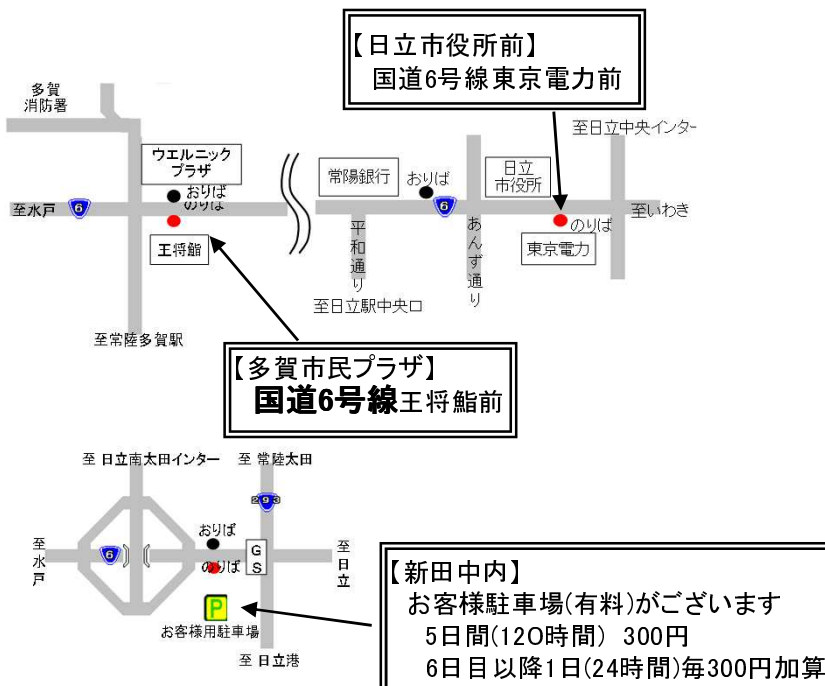 【日立市役所前】
国道6号線東京電力前
多賀
消防署
至日立中央インター
ウエルニック
プラザ
常陽銀行
おりば
日立
市役所
おりば
のりば
至水戸
6
6
至いわき
のりば
王将鮨
平和通り
あんず通り
東京電力
至日立駅中央口
至常陸多賀駅
【多賀市民プラザ】
国道6号線王将鮨前
至 日立南太田インター
至 常陸太田
293
おりば
至水戸
6
GS
至日立
のりば
P
お客様用駐車場
至 日立港
【新田中内】
お客様駐車場(有料)がございます
5日間(120時間) 300円
6日目以降1日(24時間)毎300円加算